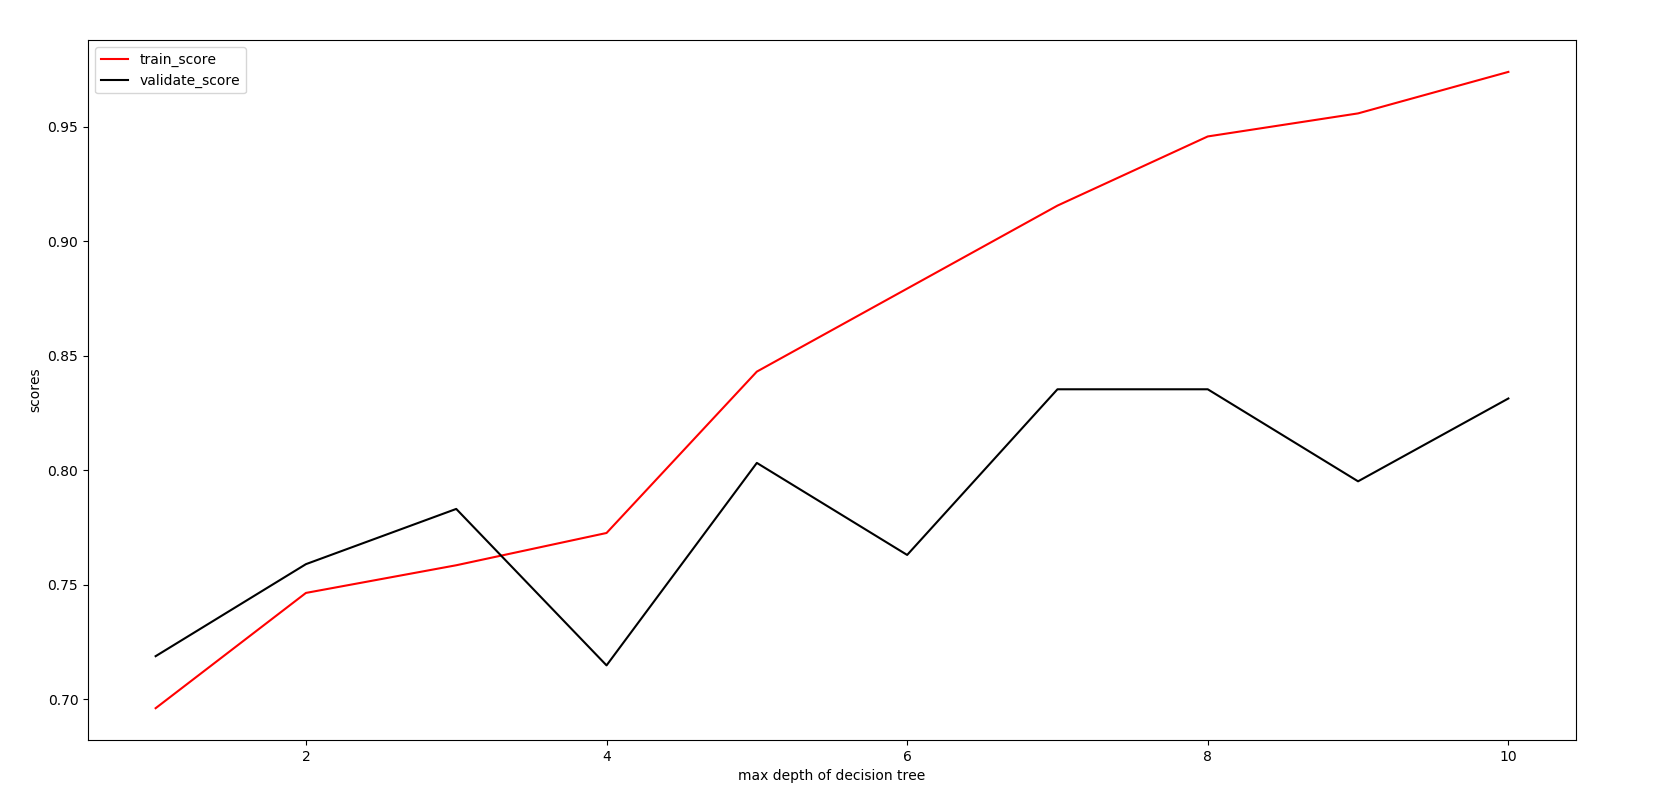 train_score
validate_score
0.95
0.90
0.85
0.80
0.75
0.70
scores
2 4 6 8 10
max depth of decision tree